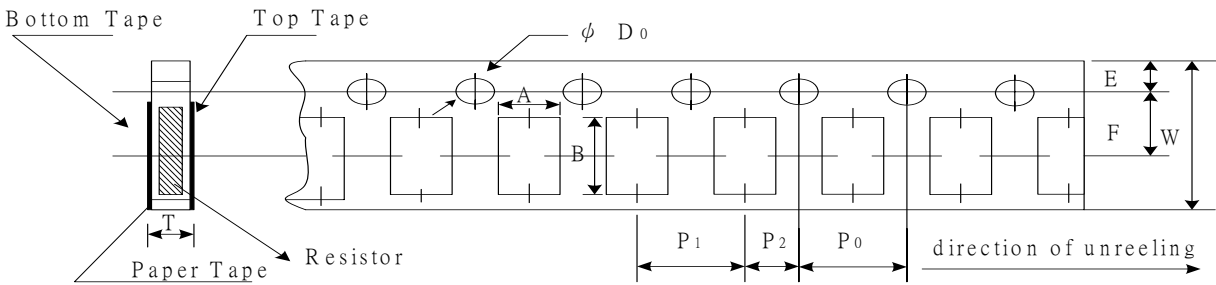 Bottom Tape
Top Tape
φ D0
E
A
F
W
B
T
P1
P2
P0
Resistor
direction of unreeling
Paper Tape